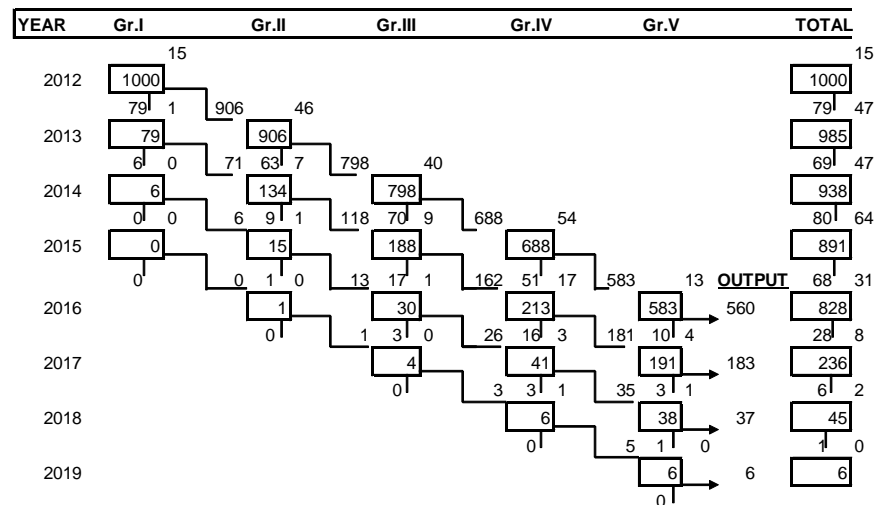 YEAR Gr.I Gr.II Gr.III Gr.IV Gr.V TOTAL
15 15
2012 1000 1000
79 1 906 46 79 47
2013 79 906 985
6 0 71 63 7 798 40 69 47
2014 6 134 798 938
0 0 6 9 1 118 70 9 688 54 80 64
2015 0 15 188 688 891
0 0 1 0 13 17 1 162 51 17 583 13 OUTPUT 68 31
2016 1 30 213 583 560 828
0 1 3 0 26 16 3 181 10 4 28 8
2017 4 41 191 183 236
0 3 3 1 35 3 1 6 2
2018 6 38 37 45
0 5 1 0 1 0
2019 6 6 6
0